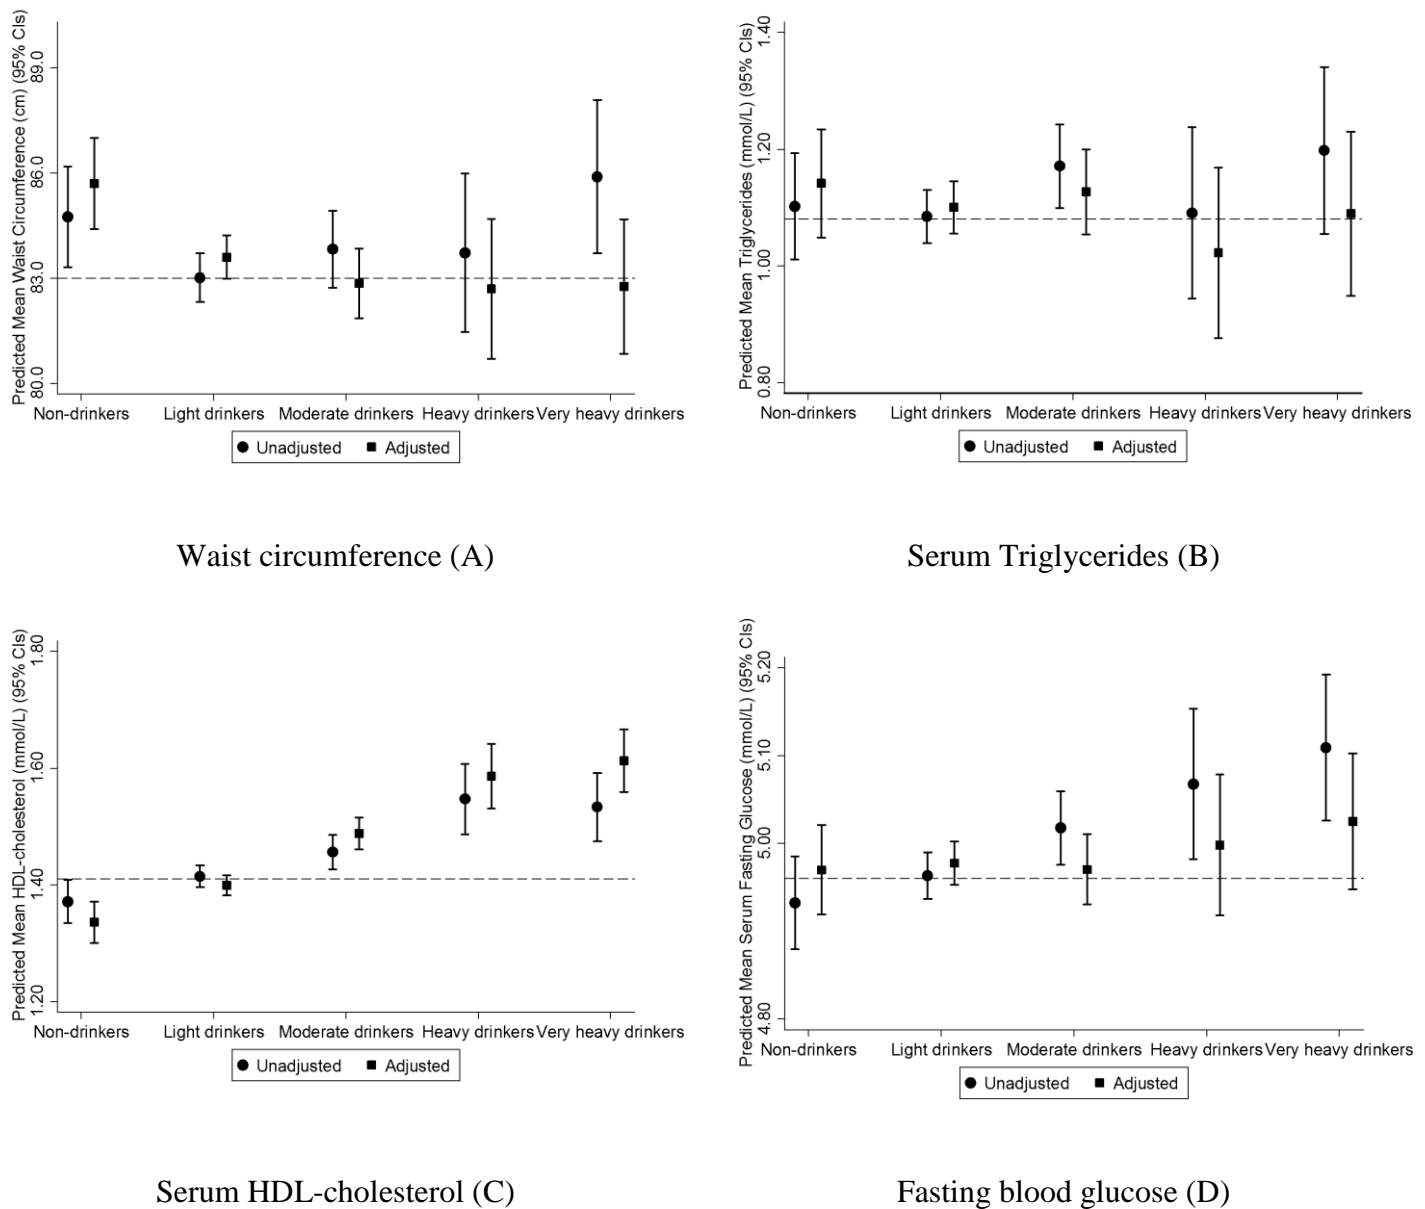 Predicted Mean Waist Circumference (cm) (95% CIs)
89.0
86.0
83.0
80.0
Non-drinkers Light drinkers Moderate drinkers Heavy drinkers Very heavy drinkers
Unadjusted Adjusted
Waist circumference (A)
Predicted Mean Triglycerides (mmol/L) (95% CIs)
1.40
1.20
1.00
0.80
Non-drinkers Light drinkers Moderate drinkers Heavy drinkers Very heavy drinkers
Unadjusted Adjusted
Serum Triglycerides (B)
Predicted Mean HDL-cholesterol (mmol/L) (95% CIs)
1.80
1.60
1.40
1.20
Non-drinkers Light drinkers Moderate drinkers Heavy drinkers Very heavy drinkers
Unadjusted Adjusted
Serum HDL-cholesterol (C)
Predicted Mean Serum Fasting Glucose (mmol/L) (95% CIs)
5.20
5.10
5.00
4.80
Non-drinkers Light drinkers Moderate drinkers Heavy drinkers Very heavy drinkers
Unadjusted Adjusted
Fasting blood glucose (D)